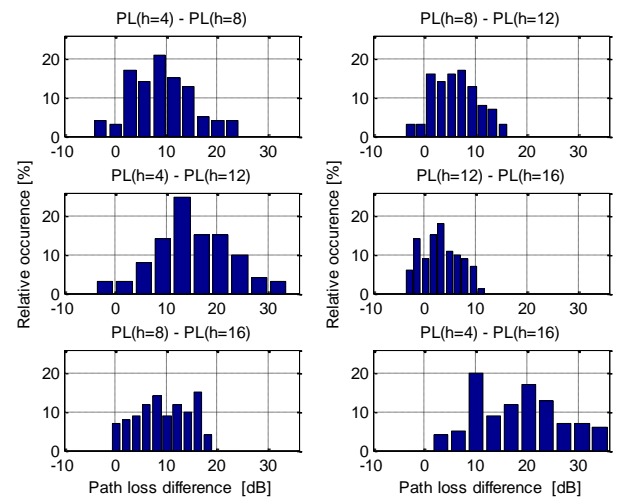 PL(h=4) - PL(h=8)
PL(h=8) - PL(h=12)
20
10
0
-10 0 10 20 30
20
10
0
-10 0 10 20 30
PL(h=4) - PL(h=12)
PL(h=12) - PL(h=16)
Relative occurence [%]
20
10
0
-10 0 10 20 30
Relative occurence [%]
20
10
0
-10 0 10 20 30
PL(h=8) - PL(h=16)
PL(h=4) - PL(h=16)
20
10
0
-10 0 10 20 30
20
10
0
-10 0 10 20 30
Path loss difference [dB]
Path loss difference [dB]